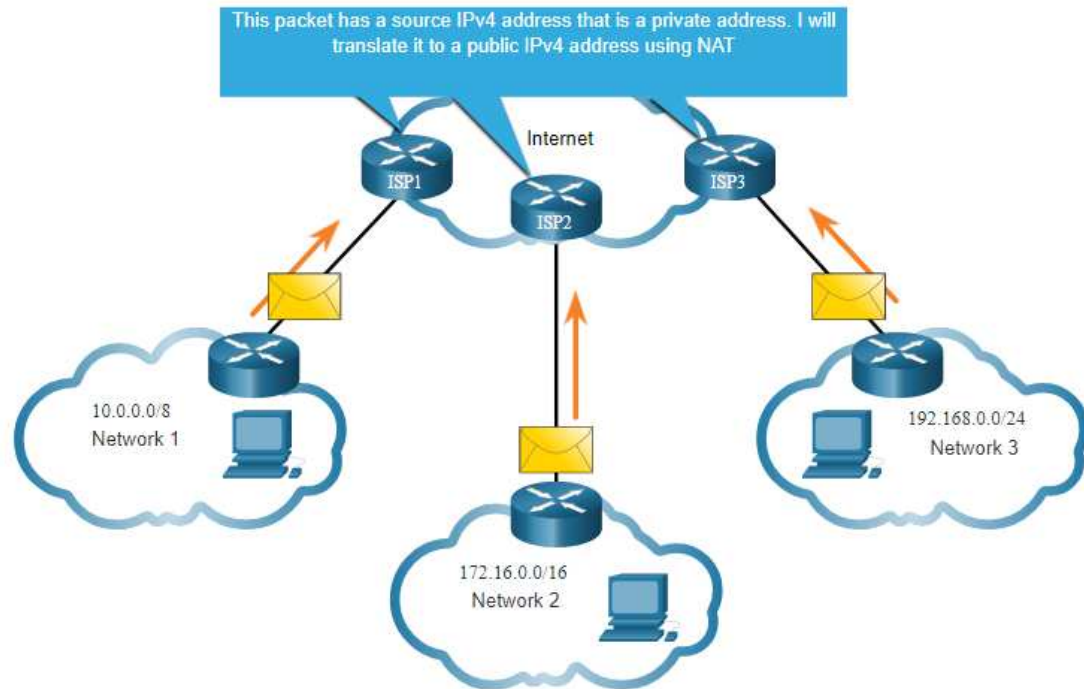 This packet has a source IPv4 address that is a private address. I will
translate it to a public IPv4 address using NAT
Internet
ISP1
ISP2
ISP3
10.0.0.0/8
Network 1
172.16.0.0/16
Network 2
192.168.0.0/24
Network 3